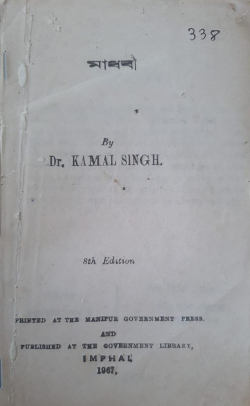 338
মাধবী
By
Dr. KAMAL SINGH.
8th Edition
PRINTED AT THE MANIPUR GOVERNMENT PRESS.
AND
PUBLISHED AT THE GOVERNMENT LIBRARY,
IMPHAL
1967,